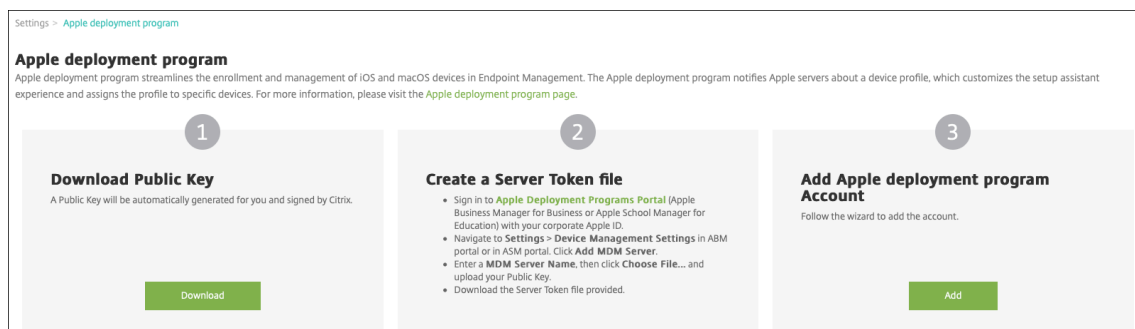 Settings > Apple deployment program
Apple deployment program
Apple deployment program streamlines the enrollment and management of iOS and macOS devices in Endpoint Management. The Apple deployment program notifies Apple servers about a device profile, which customizes the setup assistant
experience and assigns the profile to specific devices. For more information, please visit the Apple deployment program page.
1
Download Public Key
A Public Key will be automatically generated for you and signed by Citrix.
Download
2
Create a Server Token file
• Sign in to Apple Deployment Programs Portal (Apple
Business Manager for Business or Apple School Manager for
Education) with your corporate Apple ID.
• Navigate to Settings > Device Management Settings in ABM
portal or in ASM portal. Click Add MDM Server.
• Enter a MDM Server Name, then click Choose File... and
upload your Public Key.
• Download the Server Token file provided.
3
Add Apple deployment program
Account
Follow the wizard to add the account.
Add